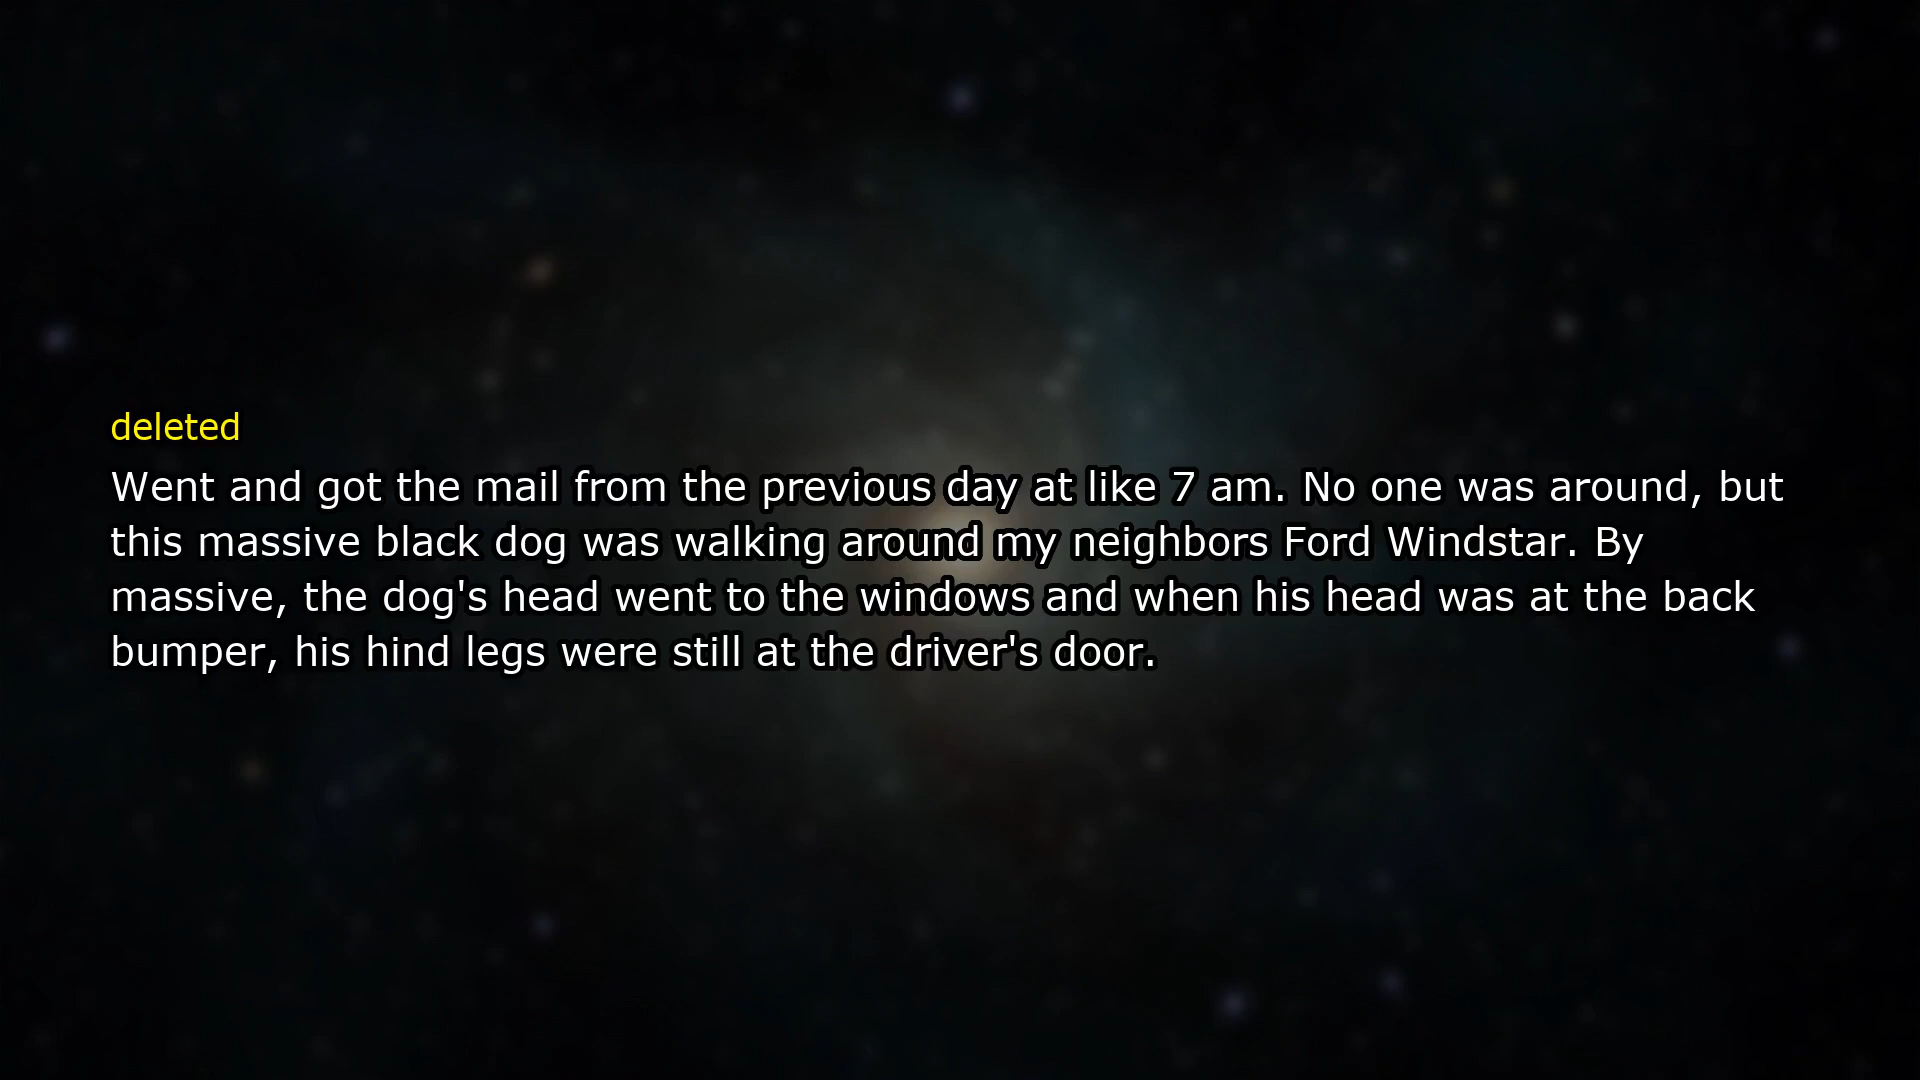 deleted
Went and got the mail from the previous day at like 7 am. No one was around, but
this massive black dog was walking around my neighbors Ford Windstar. By
massive, the dog's head went to the windows and when his head was at the back
bumper, his hind legs were still at the driver's door.